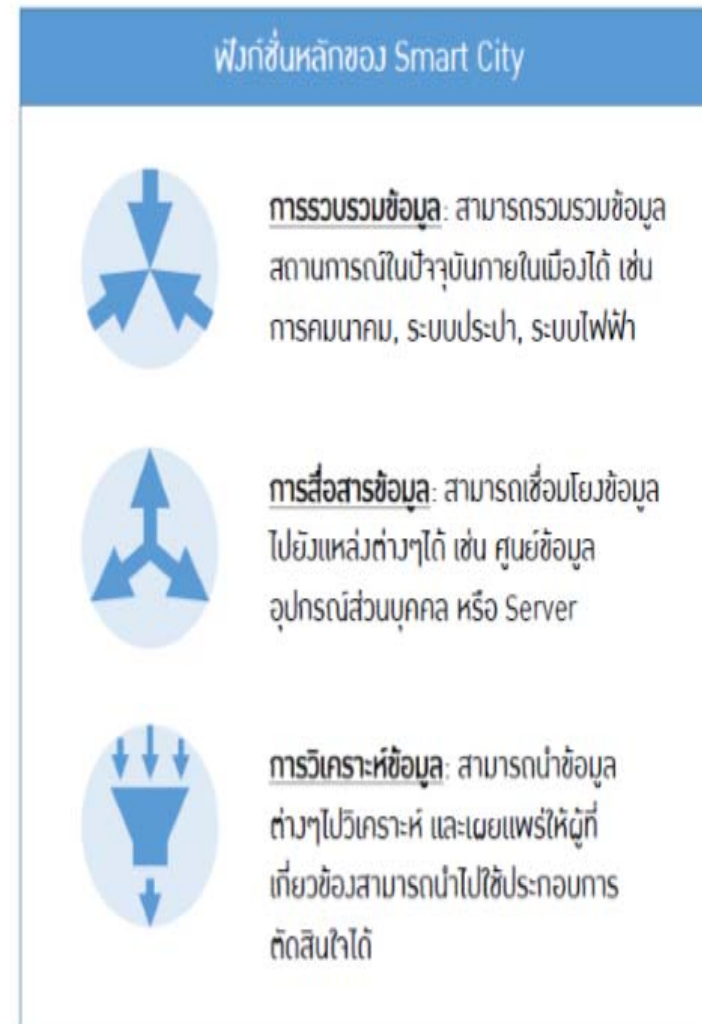 ฟังก์ชั่นหลักของ Smart City
การรวบรวมข้อมูล: สามารถรวมรวมข้อมูล
สถานการณ์ในปัจจุบันภายในเมืองได้ เช่น
การคมนาคม, ระบบประปา, ระบบไฟฟ้า
การสื่อสารข้อมูล: สามารถเชื่อมโยงข้อมูล
ไปยังแหล่งต่างๆได้ เช่น ศูนย์ข้อมูล
อุปกรณ์ส่วนบุคคล หรือ Server
การวิเคราะห์ข้อมูล: สามารถนำข้อมูล
ต่างๆไปวิเคราะห์ และเผยแพร่ให้ผู้ที่
เกี่ยวข้องสามารถนำไปใช้ประกอบการ
ตัดสินใจได้